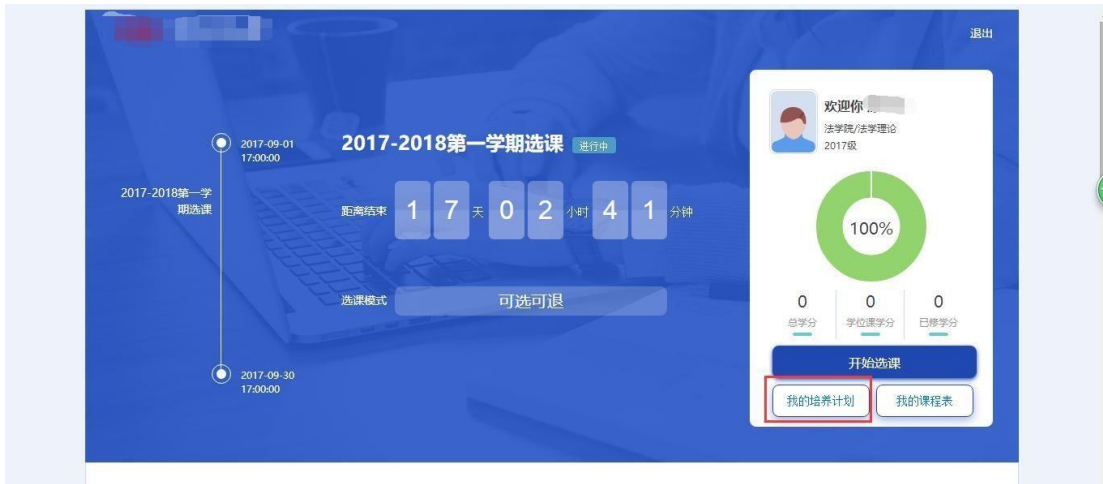 退出
2017-09-01
17:00:00
2017-2018第一学
期选课
2017-09-30
17:00:00
2017-2018第一学期选课 进行中
距离结束 1 7 天 0 2 小时 4 1 分钟
选课模式 可选可退
欢迎你
法学院/法学理论
2017级
100%
0 0 0
总学分 学位课学分 已修学分
开始选课
我的培养计划 我的课程表